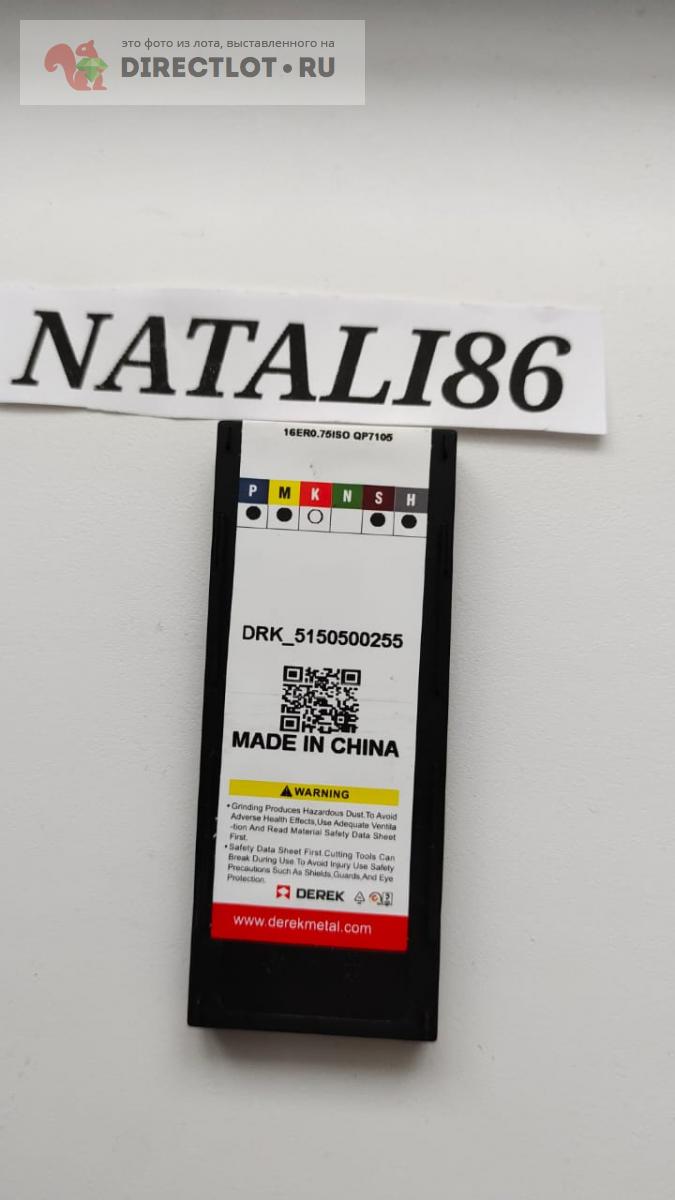 это фото из лота, выставленного на
DIRECTLOT•RU
NATALI86
16ER0.75ISO QP7105
P M K N S H
DRK_5150500255
MADE IN CHINA
WARNING
•Grinding Produces Hazardous Dust.To Avoid
Adverse Health Effects,Use Adequate Ventila
-tion And Read Material Safety Data Sheet
First.
•Safety Data Sheet First.Cutting Tools Can
Break During Use.To Avoid Injury Use Safety
Precautions Such As Shields,Guards,And Eye
Protection.
DEREK
www.derekmetal.com